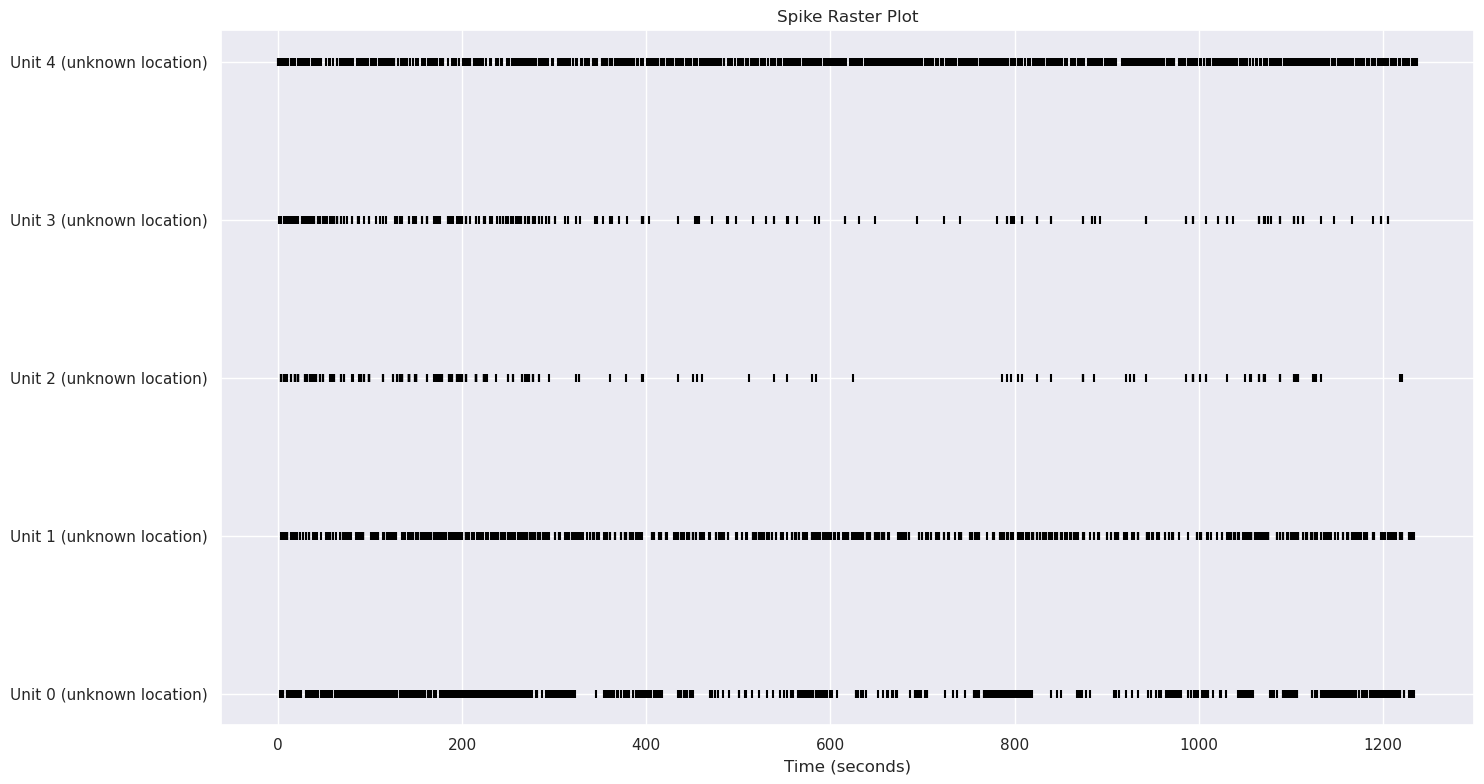 Spike Raster Plot
Unit 4 (unknown location)
Unit 3 (unknown location)
Unit 2 (unknown location)
Unit 1 (unknown location)
Unit 0 (unknown location)
0 200 400 600 800 1000 1200
Time (seconds)